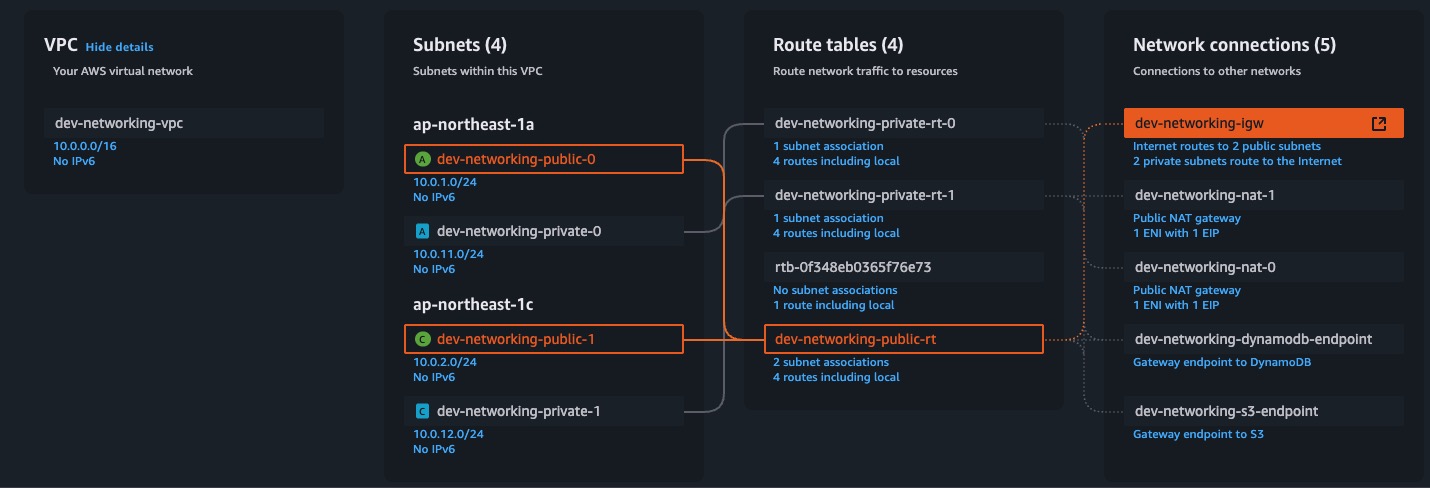 VPC Hide details
Your AWS virtual network
dev-networking-vpc
10.0.0.0/16
No IPv6
Subnets (4)
Subnets within this VPC
ap-northeast-1a
A dev-networking-public-0
10.0.1.0/24
No IPv6
A dev-networking-private-0
10.0.11.0/24
No IPv6
ap-northeast-1c
C dev-networking-public-1
10.0.2.0/24
No IPv6
C dev-networking-private-1
10.0.12.0/24
No IPv6
Route tables (4)
Route network traffic to resources
dev-networking-private-rt-0
1 subnet association
4 routes including local
dev-networking-private-rt-1
1 subnet association
4 routes including local
rtb-0f348eb0365f76e73
No subnet associations
1 route including local
dev-networking-public-rt
2 subnet associations
4 routes including local
Network connections (5)
Connections to other networks
dev-networking-igw
Internet routes to 2 public subnets
2 private subnets route to the Internet
dev-networking-nat-1
Public NAT gateway
1 ENI with 1 EIP
dev-networking-nat-0
Public NAT gateway
1 ENI with 1 EIP
dev-networking-dynamodb-endpoint
Gateway endpoint to DynamoDB
dev-networking-s3-endpoint
Gateway endpoint to S3